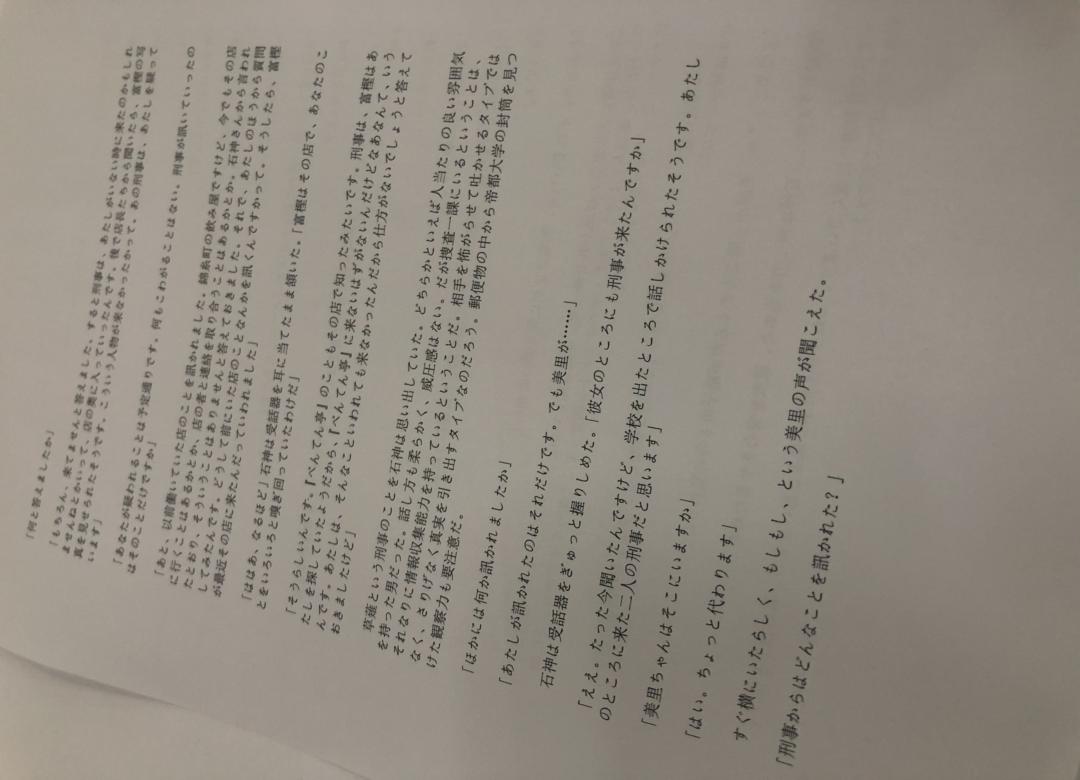 「何と答えましたか」
「もちろん、来てませんと答えました。すると刑事は、あたしがいない時に来たのかもしれ
ませんねとかいって、店の奥に入っていったんです。後で店長たちから聞いたら、富樫の写
真を見せられたそうです。こういう人物が来なかったかって。あの刑事は、あたしを疑って
います」
「あなたが疑われることは予定通りです。何もこわがることはない。刑事が訊いていったの
はそのことだけですか」
「あと、以前働いていた店のことを訊かれました。錦糸町の飲み屋ですけど、今でもその店
に行くことはあるかとか、店の者と連絡を取り合うことはあるかとか。石神さんから言われ
たとおり、そういうことはありませんと答えておきました。それで、あたしのほうから質問
してみたんです。どうして前にいた店のことなんかを訊くんですかって。そうしたら、富樫
が最近その店に来たんだっていわれました」
「ははあ、なるほど」石神は受話器を耳に当てたまま頷いた。「富樫はその店で、あなたのこ
とをいろいろと嗅ぎ回っていたわけだ」
「そうらしいんです。『べんてん亭』のこともその店で知ったみたいです。刑事は、富樫はあ
たしを探していたようだから、『べんてん亭』に来ないはずがないんだけどなあなんて、いう
んです。あたしは、そんなこといわれても来なかったんだから仕方がないでしょうと答えて
おきましたけど」
草薙という刑事のことを石神は思い出していた。どちらかといえば人当たりの良い雰囲気
を持った男だった。話し方も柔らかく、威圧感はない。だが捜査一課にいるということは、
それなりに情報収集能力を持っているということだ。相手を怖がらせて吐かせるタイプでは
なく、さりげなく真実を引き出すタイプなのだろう。郵便物の中から帝都大学の封筒を見つ
けた観察力も要注意だ。
「ほかには何か訊かれましたか」
「あたしが訊かれたのはそれだけです。でも美里が……」
石神は受話器をぎゅっと握りしめた。「彼女のところにも刑事が来たんですか」
「ええ。たった今聞いたんですけど、学校を出たところで話しかけられたそうです。あたし
のところに来た二人の刑事だと思います」
「美里ちゃんはそこにいますか」
「はい。ちょっと代わります」
すぐ横にいたらしく、もしもし、という美里の声が聞こえた。
「刑事からはどんなことを訊かれた？」